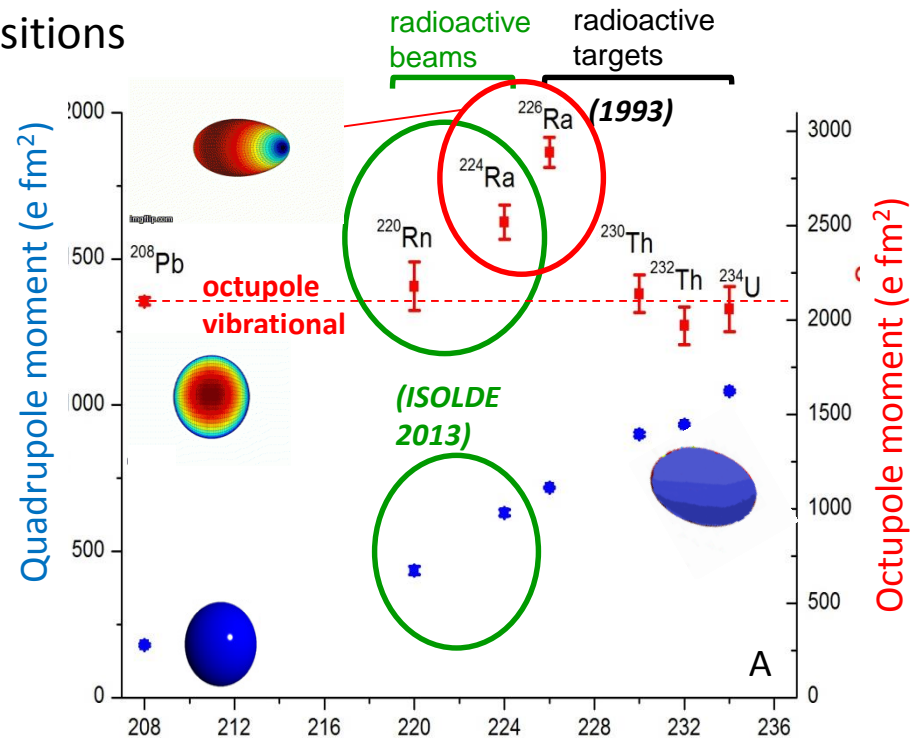 sitions
radioactive
beams
radioactive
targets
(1993)
2000
500
000
500
0
Quadrupole moment (e fm²)
imgflip.com
²⁰⁸Pb
octupole
vibrational
²²⁰Rn
²²⁴Ra
²²⁶Ra
²³⁰Th
²³²Th
²³⁴U
(ISOLDE
2013)
A
3000
2500
2000
1500
1000
500
0
Octupole moment (e fm²)
208 212 216 220 224 228 232 236